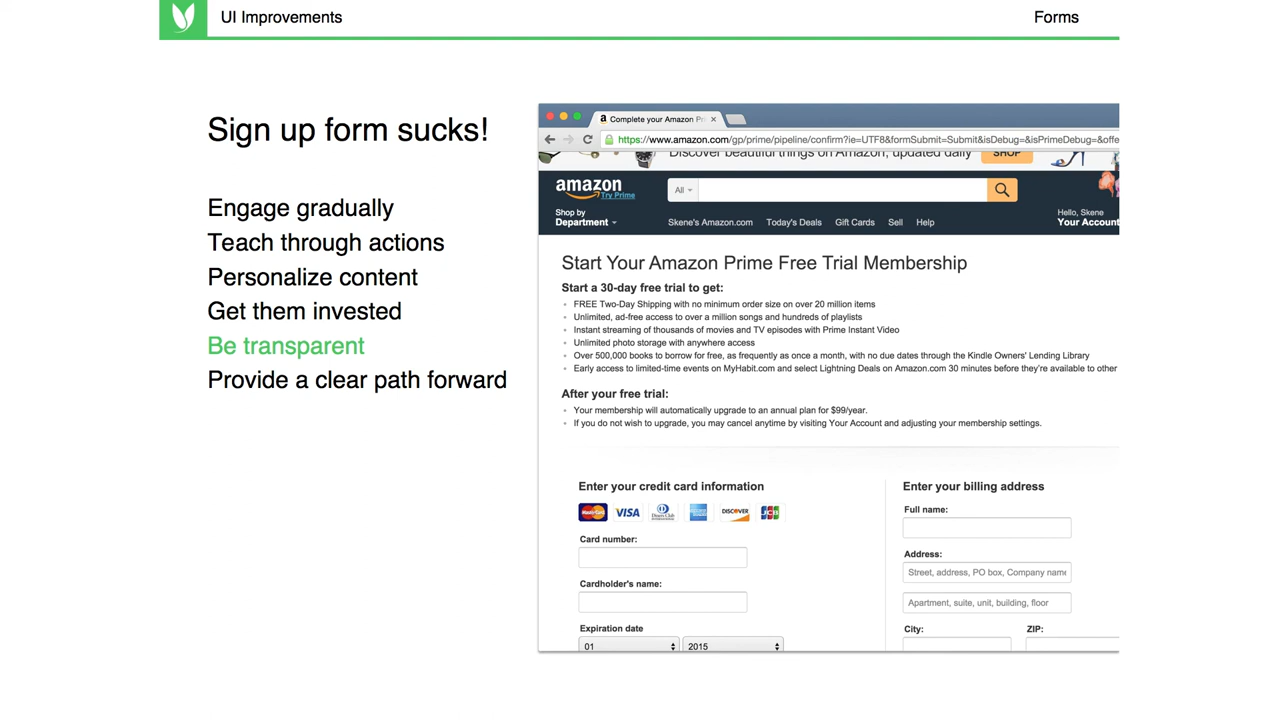 UI Improvements
Forms
Sign up form sucks!
Engage gradually
Teach through actions
Personalize content
Get them invested
Be transparent
Provide a clear path forward
Complete your Amazon Pr
https://www.amazon.com/gp/prime/pipeline/confirm?ie=UTF8&formSubmit=Submit&isDebug=&isPrimeDebug=&offe
Discover beautiful things on Amazon, updated daily
SHOP
amazon
Try Prime
All
Shop by
Department
Skene's Amazon.com
Today's Deals
Gift Cards
Sell
Help
Hello, Skene
Your Account
Start Your Amazon Prime Free Trial Membership
Start a 30-day free trial to get:
FREE Two-Day Shipping with no minimum order size on over 20 million items
Unlimited, ad-free access to over a million songs and hundreds of playlists
Instant streaming of thousands of movies and TV episodes with Prime Instant Video
Unlimited photo storage with anywhere access
Over 500,000 books to borrow for free, as frequently as once a month, with no due dates through the Kindle Owners' Lending Library
Early access to limited-time events on MyHabit.com and select Lightning Deals on Amazon.com 30 minutes before they're available to other
After your free trial:
Your membership will automatically upgrade to an annual plan for $99/year.
If you do not wish to upgrade, you may cancel anytime by visiting Your Account and adjusting your membership settings.
Enter your credit card information
MasterCard
VISA
Diners Club
DISCOVER
JCB
Card number:
Cardholder's name:
Expiration date
01
2015
Enter your billing address
Full name:
Address:
Street, address, PO box, Company name
Apartment, suite, unit, building, floor
City:
ZIP: